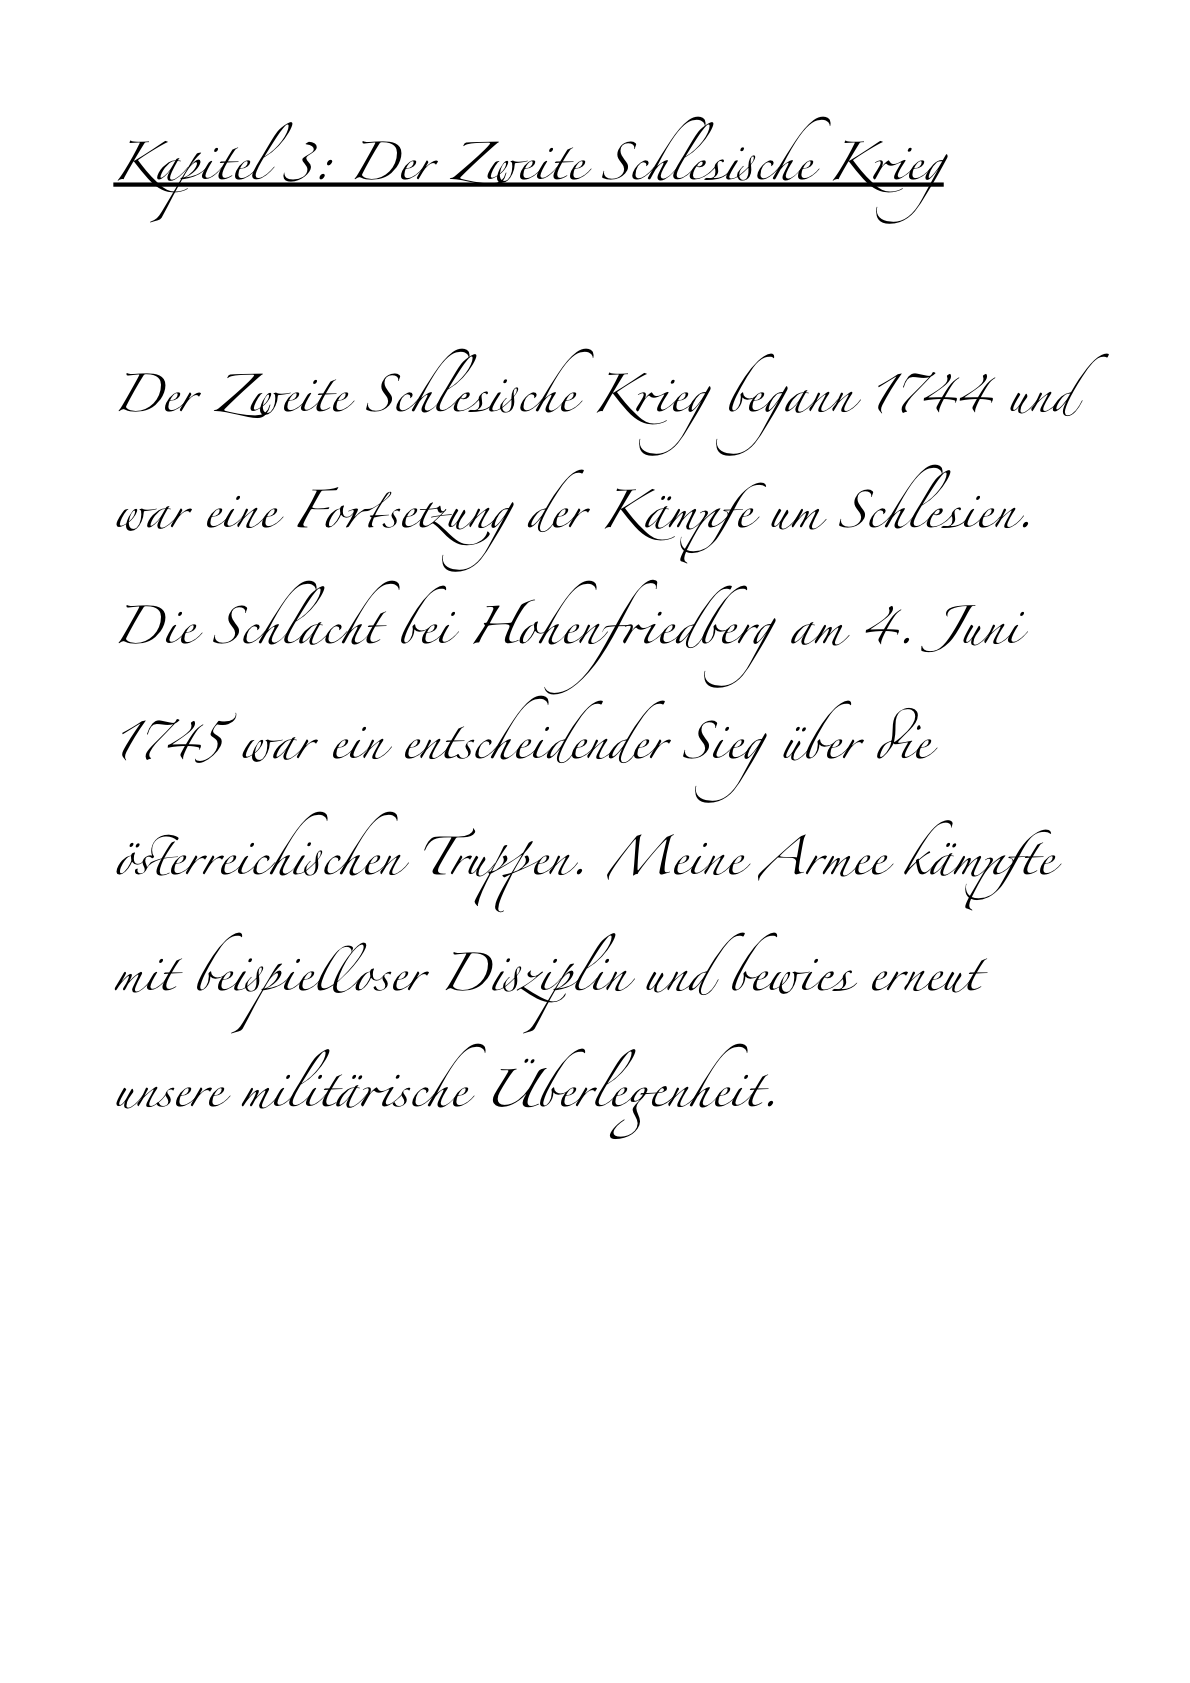 Kapitel 3: Der Zweite Schlesische Krieg
Der Zweite Schlesische Krieg begann 1744 und
war eine Fortsetzung der Kämpfe um Schlesien.
Die Schlacht bei Hohenfriedberg am 4. Juni
1745 war ein entscheidender Sieg über die
österreichischen Truppen. Meine Armee kämpfte
mit beispielloser Disziplin und bewies erneut
unsere militärische Überlegenheit.